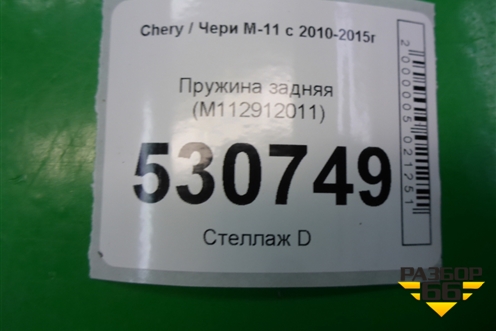 Chery / Чери М-11 с 2010-2015г
Пружина задняя
(M112912011)
530749
Стеллаж D
2000005021251
РАЗБОР
66